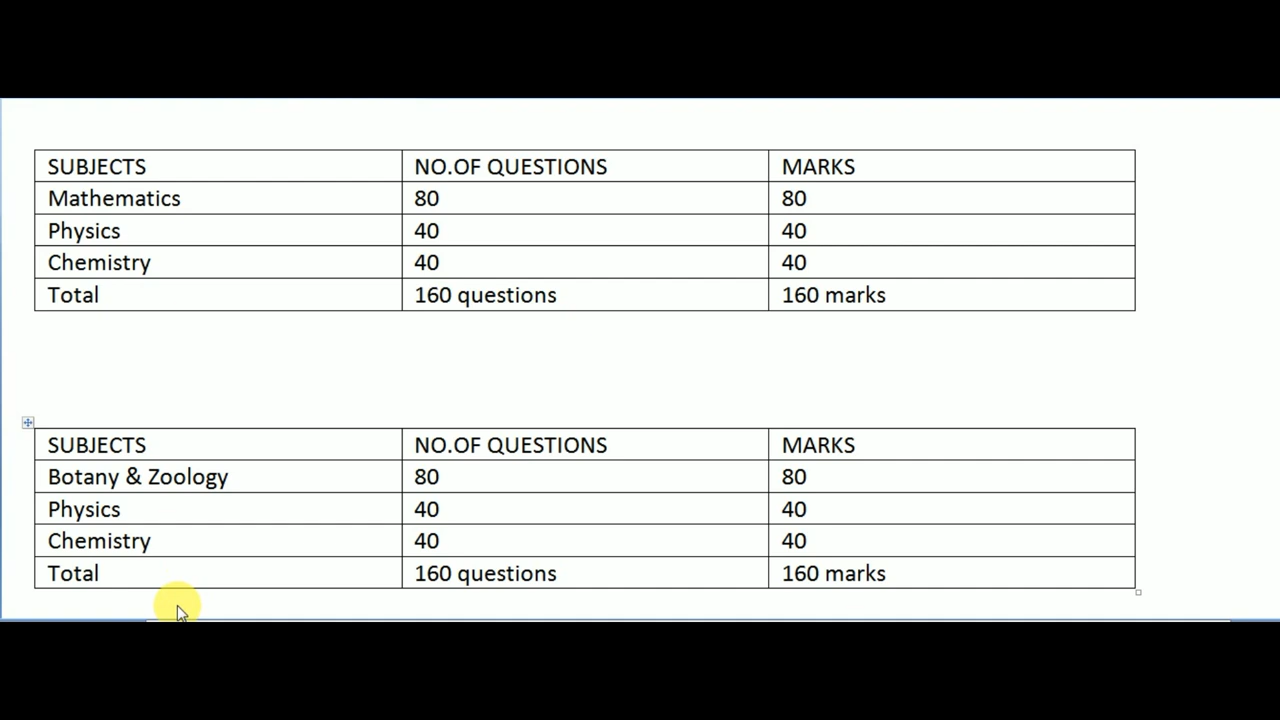 SUBJECTS NO.OF QUESTIONS MARKS
Mathematics 80 80
Physics 40 40
Chemistry 40 40
Total 160 questions 160 marks
SUBJECTS NO.OF QUESTIONS MARKS
Botany & Zoology 80 80
Physics 40 40
Chemistry 40 40
Total 160 questions 160 marks